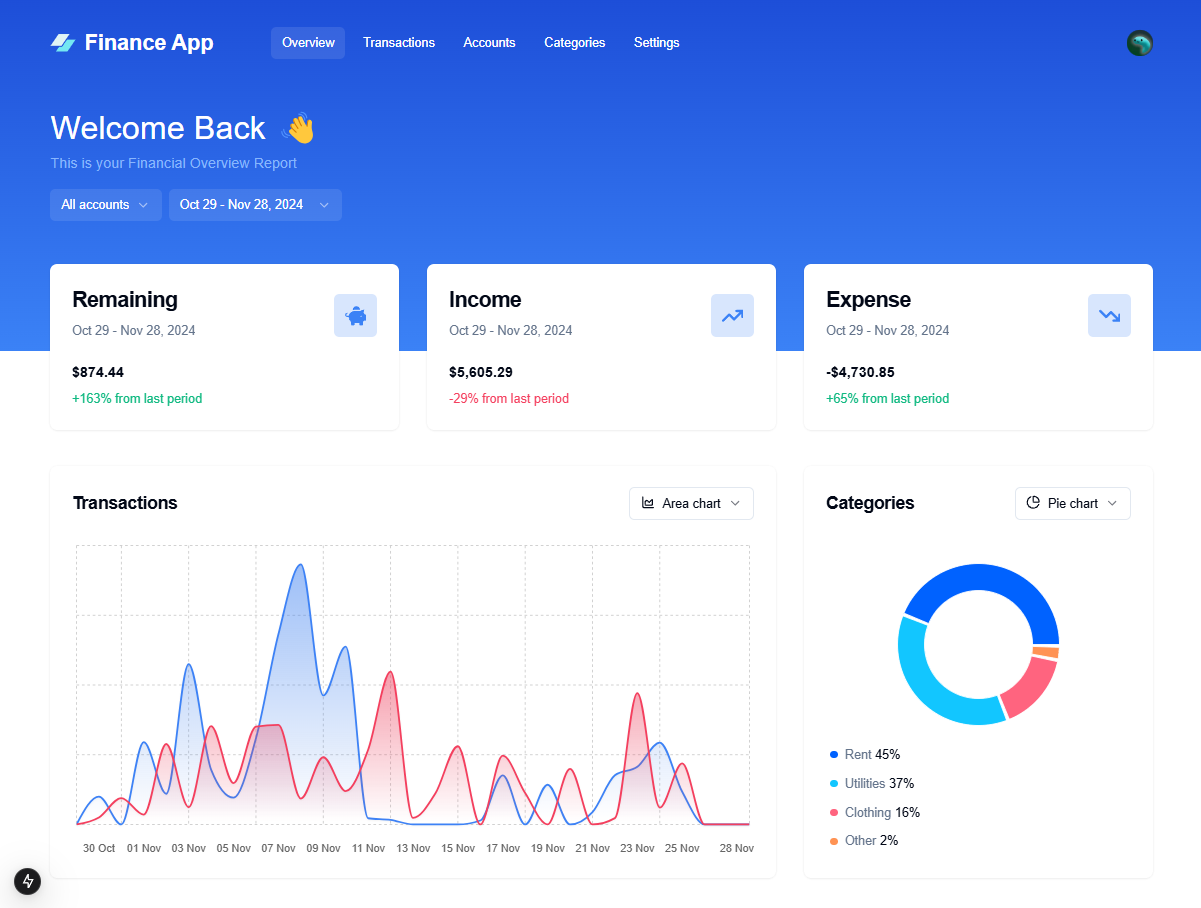 Finance App
Overview Transactions Accounts Categories Settings
Welcome Back 👋
This is your Financial Overview Report
All accounts Oct 29 - Nov 28, 2024
Remaining
Oct 29 - Nov 28, 2024
$874.44
+163% from last period
Income
Oct 29 - Nov 28, 2024
$5,605.29
-29% from last period
Expense
Oct 29 - Nov 28, 2024
-$4,730.85
+65% from last period
Transactions
Area chart
30 Oct 01 Nov 03 Nov 05 Nov 07 Nov 09 Nov 11 Nov 13 Nov 15 Nov 17 Nov 19 Nov 21 Nov 23 Nov 25 Nov 28 Nov
Categories
Pie chart
Rent 45%
Utilities 37%
Clothing 16%
Other 2%